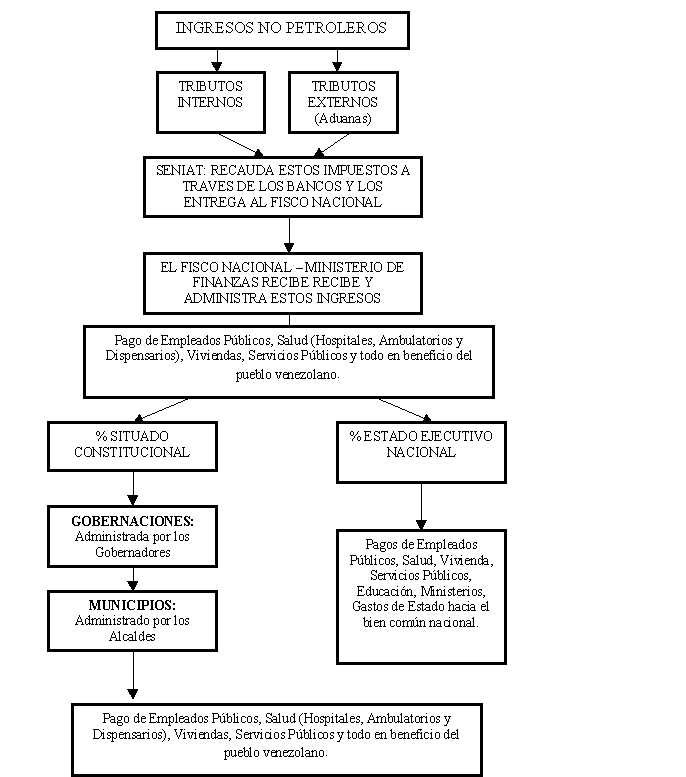 INGRESOS NO PETROLEROS
TRIBUTOS
INTERNOS
TRIBUTOS
EXTERNOS
(Aduanas)
SENIAT: RECAUDA ESTOS IMPUESTOS A
TRAVES DE LOS BANCOS Y LOS
ENTREGA AL FISCO NACIONAL
EL FISCO NACIONAL – MINISTERIO DE
FINANZAS RECIBE RECIBE Y
ADMINISTRA ESTOS INGRESOS
Pago de Empleados Públicos, Salud (Hospitales, Ambulatorios y
Dispensarios), Viviendas, Servicios Públicos y todo en beneficio del
pueblo venezolano.
% SITUADO
CONSTITUCIONAL
% ESTADO EJECUTIVO
NACIONAL
GOBERNACIONES:
Administrada por los
Gobernadores
MUNICIPIOS:
Administrado por los
Alcaldes
Pagos de Empleados
Públicos, Salud, Vivienda,
Servicios Públicos,
Educación, Ministerios,
Gastos de Estado hacia el
bien común nacional.
Pago de Empleados Públicos, Salud (Hospitales, Ambulatorios y
Dispensarios), Viviendas, Servicios Públicos y todo en beneficio del
pueblo venezolano.